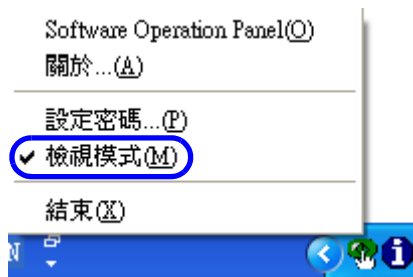 Software Operation Panel(O)
關於...(A)
設定密碼...(P)
檢視模式(M)
結束(X)
N